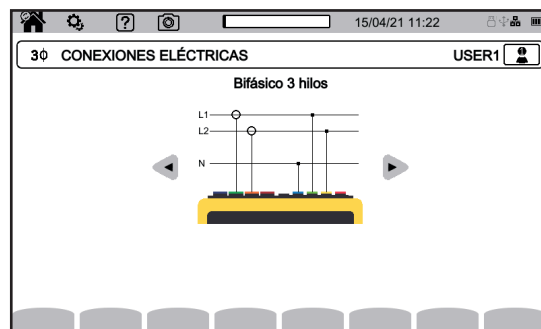 ? 15/04/21 11:22
3Φ CONEXIONES ELÉCTRICAS USER1
Bifásico 3 hilos
L1
L2
N